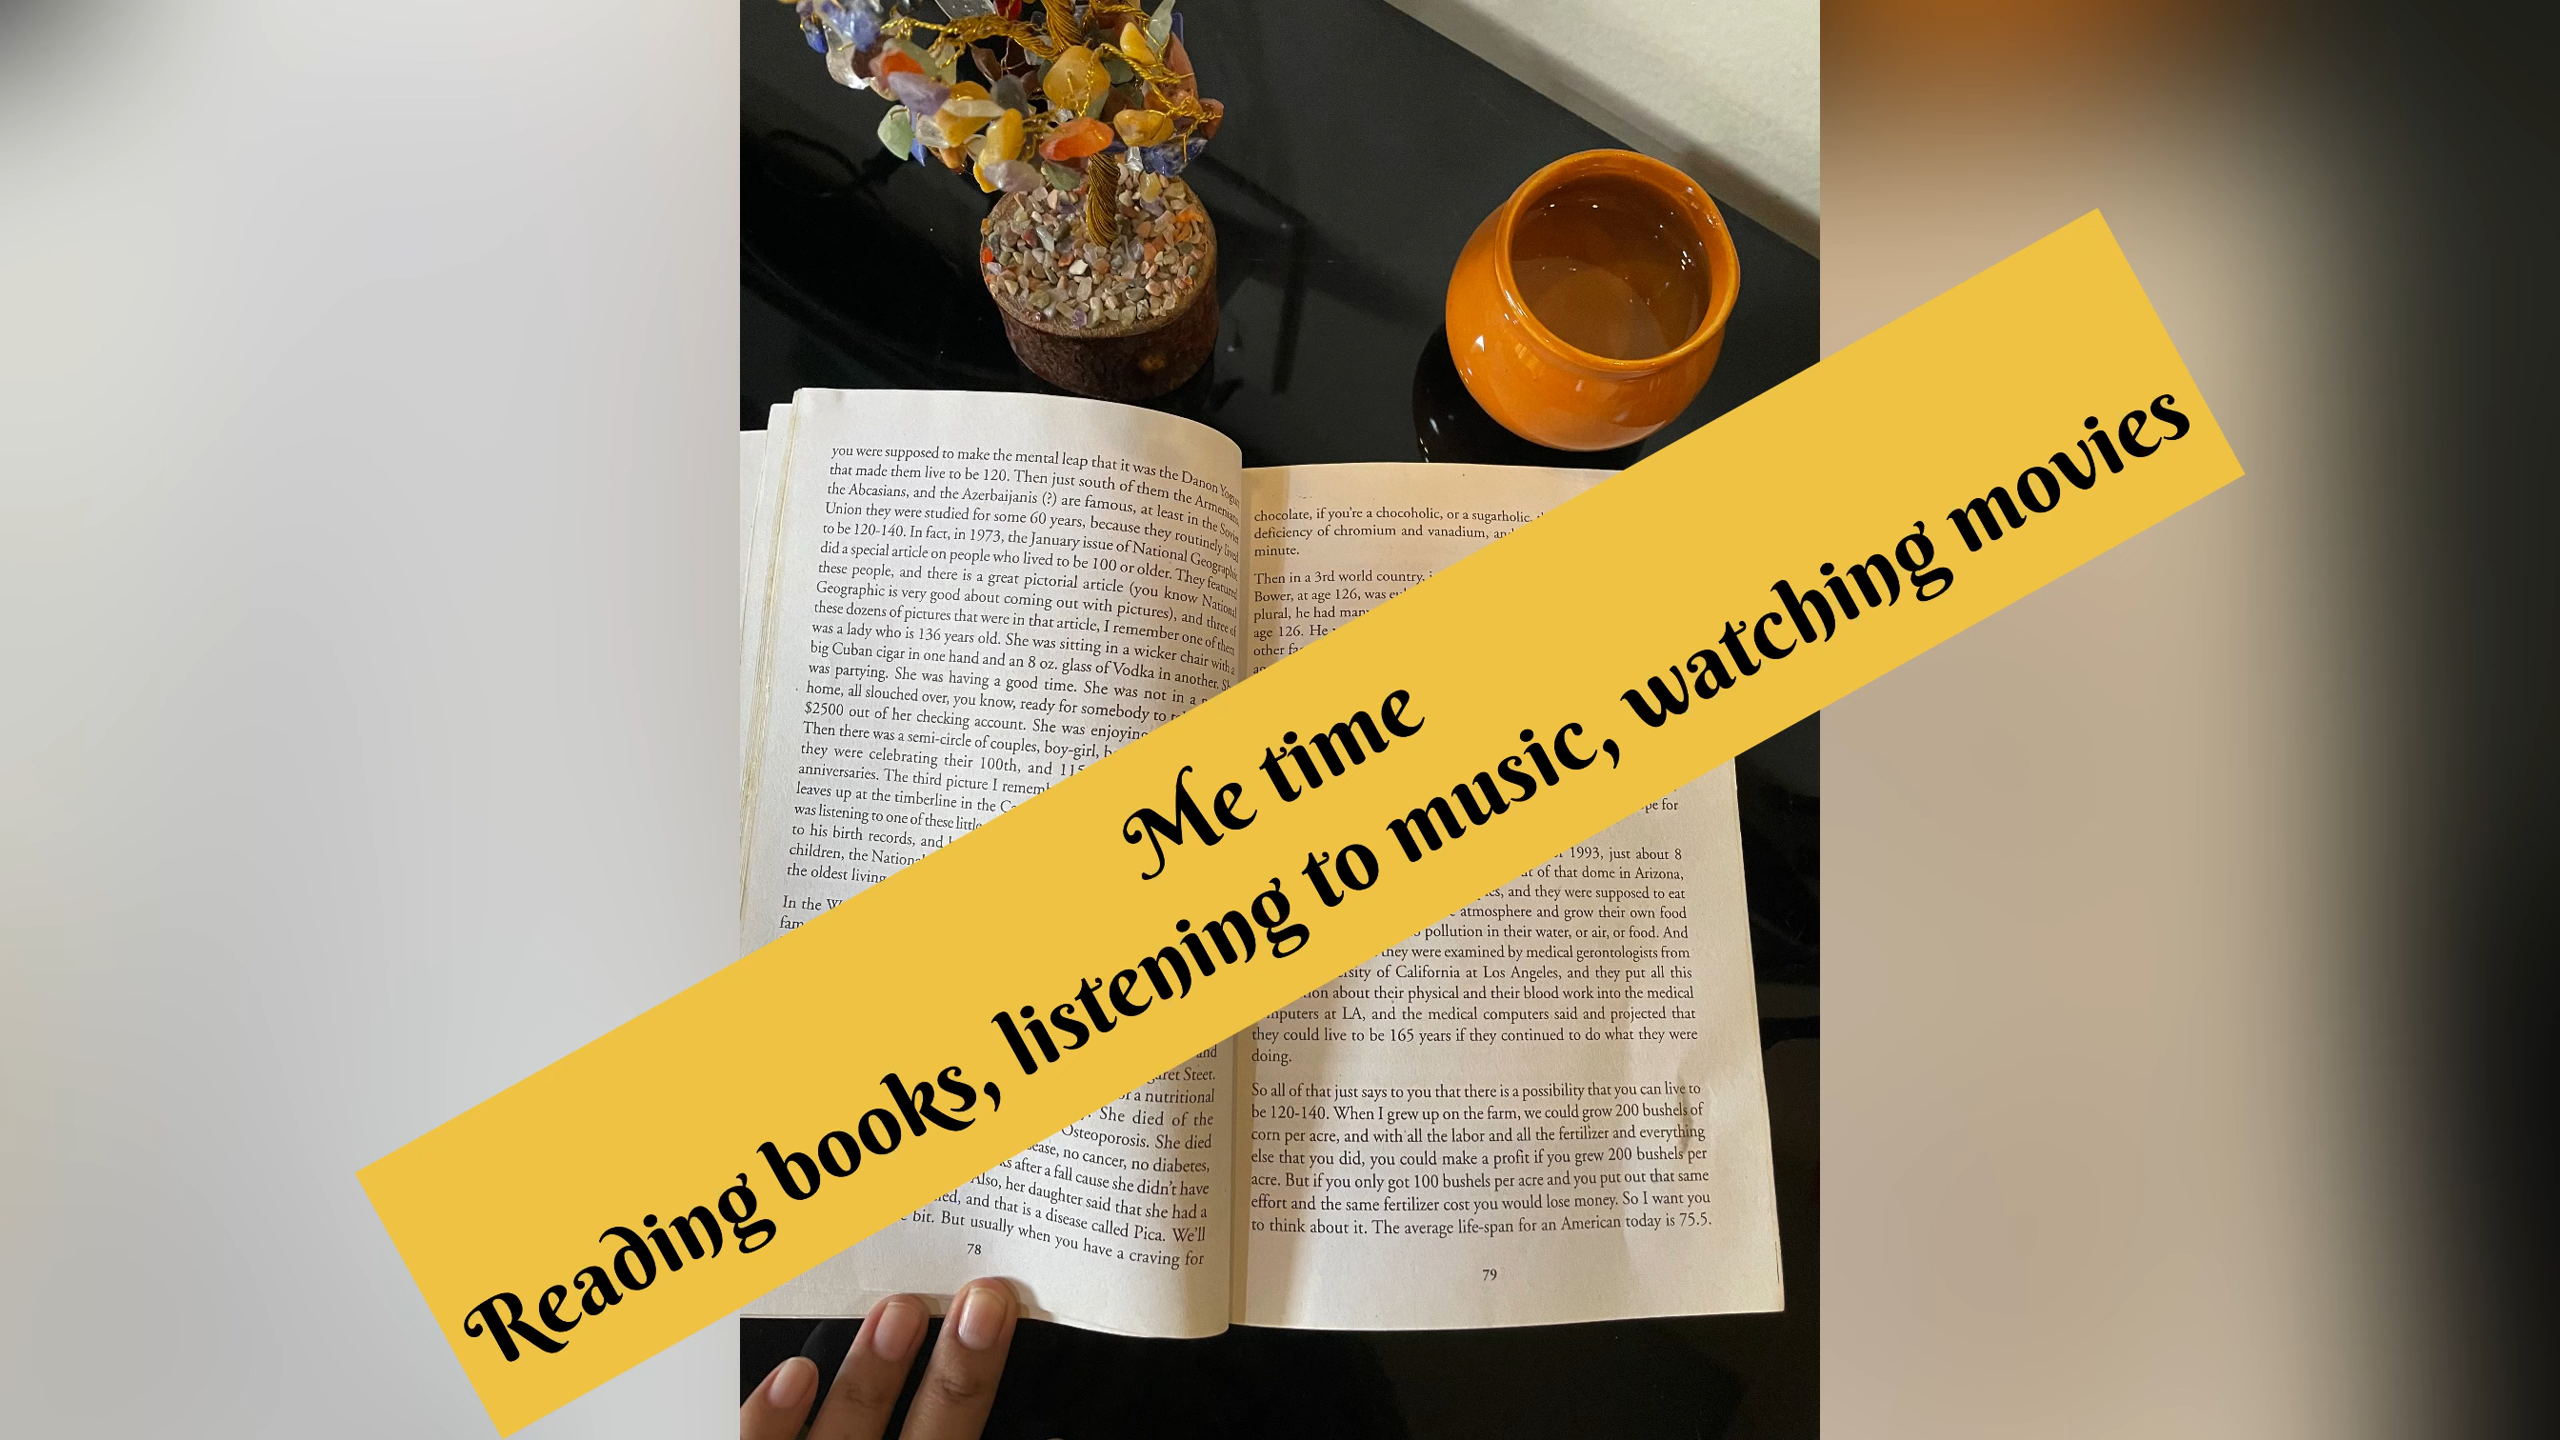 you were supposed to make the mental leap that it was the Danon
that made them live to be 120. Then just south of them the Armenians
the Abcasians, and the Azerbaijanis (?) are famous, at least in the Soviet
Union they were studied for some 60 years, because they routinely lived
to be 120-140. In fact, in 1973, the January issue of National Geographic
did a special article on people who lived to be 100 or older. They featured
these people, and there is a great pictorial article (you know National
Geographic is very good about coming out with pictures), and three of
these dozens of pictures that were in that article, I remember one of them
was a lady who is 136 years old. She was sitting in a wicker chair with a
big Cuban cigar in one hand and an 8 oz. glass of Vodka in another.
was partying. She was having a good time. She was not in a
home, all slouched over, you know, ready for somebody to
$2500 out of her checking account. She was enjoying
Then there was a semi-circle of couples, boy-girl,
they were celebrating their 100th, and
anniversaries. The third picture I
leaves up at the timberline in the
was listening to one of these little
to his birth records, and
children, the
the oldest living
In the
and
Steet.
a nutritional
She died of the
Osteoporosis. She died
no cancer, no diabetes,
after a fall cause she didn't have
Also, her daughter said that she had a
and that is a disease called Pica. We'll
bit. But usually when you have a craving for
78
chocolate, if you're a chocoholic, or a sugarholic,
deficiency of chromium and vanadium,
minute.
Then in a 3rd world country,
Bower, at age 126, was
plural, he had
age 126. He
other
for
1993, just about 8
of that dome in Arizona,
and they were supposed to eat
atmosphere and grow their own food
pollution in their water, or air, or food. And
they were examined by medical gerontologists from
of California at Los Angeles, and they put all this
about their physical and their blood work into the medical
computers at LA, and the medical computers said and projected that
they could live to be 165 years if they continued to do what they were
doing.
So all of that just says to you that there is a possibility that you can live to
be 120-140. When I grew up on the farm, we could grow 200 bushels of
corn per acre, and with all the labor and all the fertilizer and everything
else that you did, you could make a profit if you grew 200 bushels per
acre. But if you only got 100 bushels per acre and you put out that same
effort and the same fertilizer cost you would lose money. So I want you
to think about it. The average life-span for an American today is 75.5.
79
Me time
Reading books, listening to music, watching movies